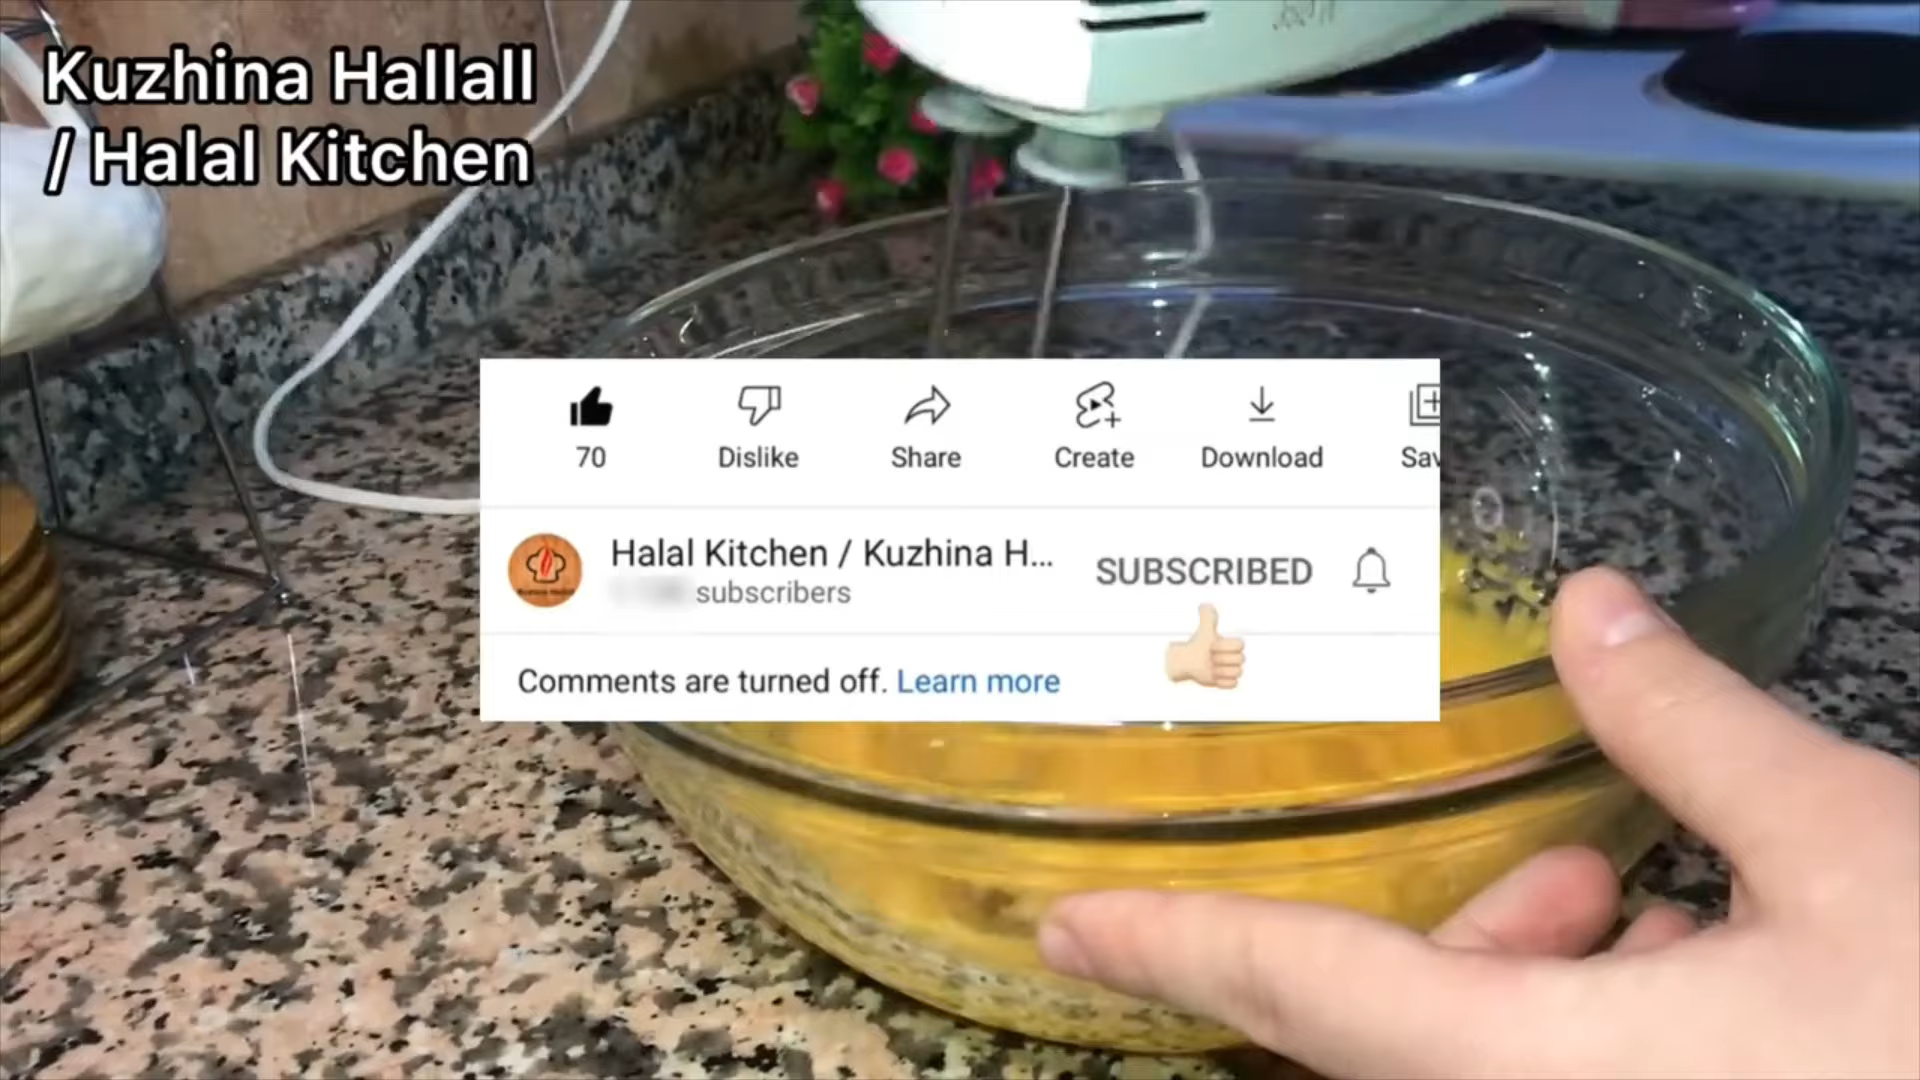 Kuzhina Hallall
/ Halal Kitchen
70
Dislike
Share
Create
Download
Sav
Halal Kitchen / Kuzhina H...
SUBSCRIBED
subscribers
Comments are turned off. Learn more